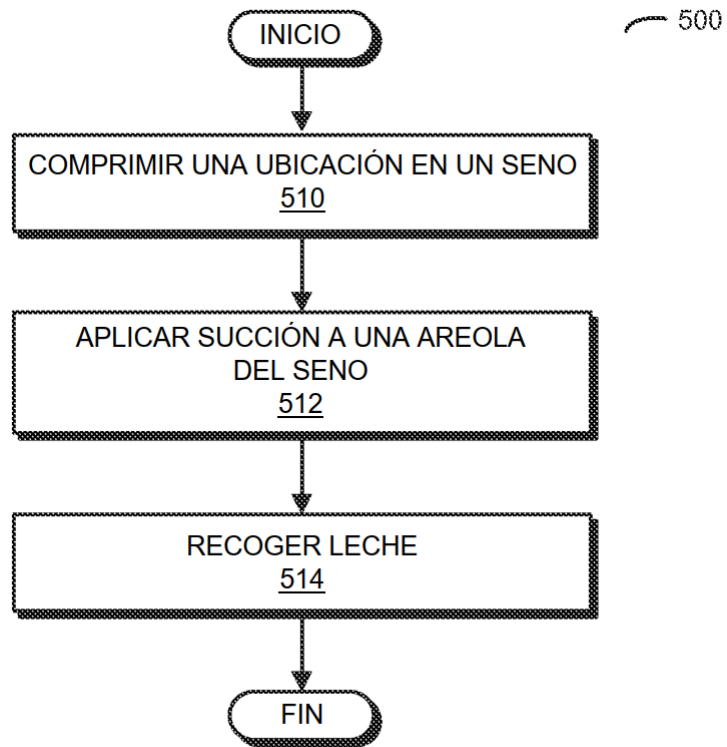 INICIO
500
COMPRIMIR UNA UBICACIÓN EN UN SENO
510
APLICAR SUCCIÓN A UNA AREOLA
DEL SENO
512
RECOGER LECHE
514
FIN